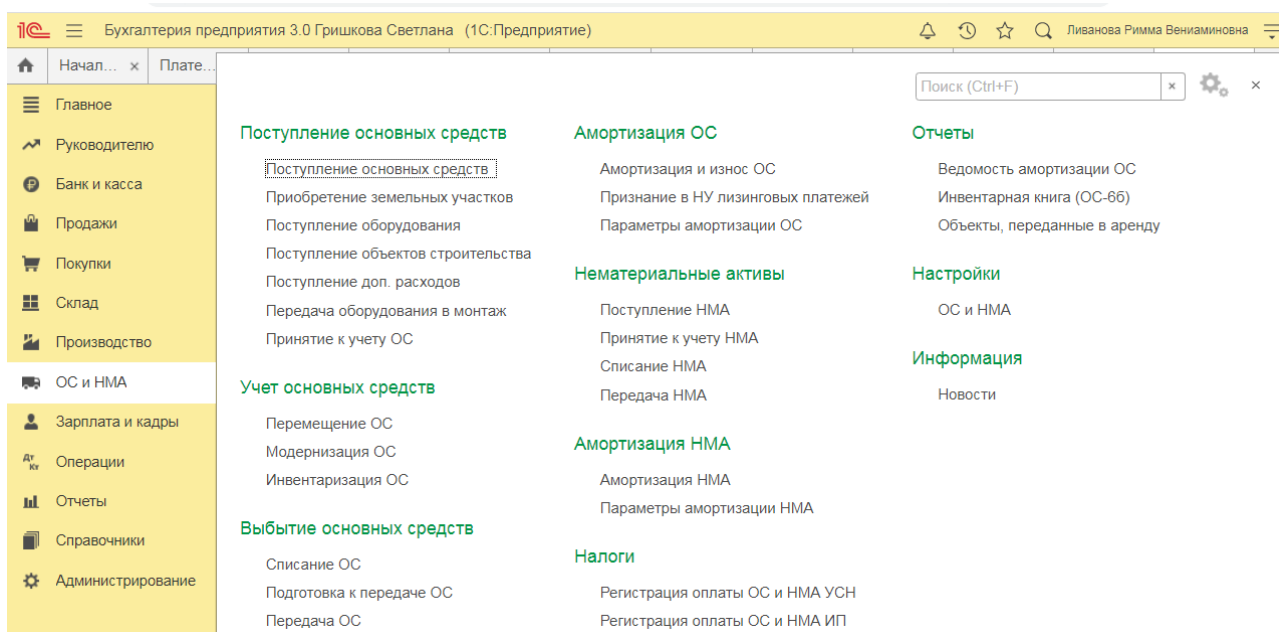 1С Бухгалтерия предприятия 3.0 Гришкова Светлана (1С:Предприятие) Ливанова Римма Вениаминовна
Начал... × Плате...
Поиск (Ctrl+F) × ×
Главное
Руководителю
Банк и касса
Продажи
Покупки
Склад
Производство
ОС и НМА
Зарплата и кадры
Дт Кт Операции
Отчеты
Справочники
Администрирование
Поступление основных средств
Поступление основных средств
Приобретение земельных участков
Поступление оборудования
Поступление объектов строительства
Поступление доп. расходов
Передача оборудования в монтаж
Принятие к учету ОС
Учет основных средств
Перемещение ОС
Модернизация ОС
Инвентаризация ОС
Выбытие основных средств
Списание ОС
Подготовка к передаче ОС
Передача ОС
Амортизация ОС
Амортизация и износ ОС
Признание в НУ лизинговых платежей
Параметры амортизации ОС
Нематериальные активы
Поступление НМА
Принятие к учету НМА
Списание НМА
Передача НМА
Амортизация НМА
Амортизация НМА
Параметры амортизации НМА
Налоги
Регистрация оплаты ОС и НМА УСН
Регистрация оплаты ОС и НМА ИП
Отчеты
Ведомость амортизации ОС
Инвентарная книга (ОС-6б)
Объекты, переданные в аренду
Настройки
ОС и НМА
Информация
Новости